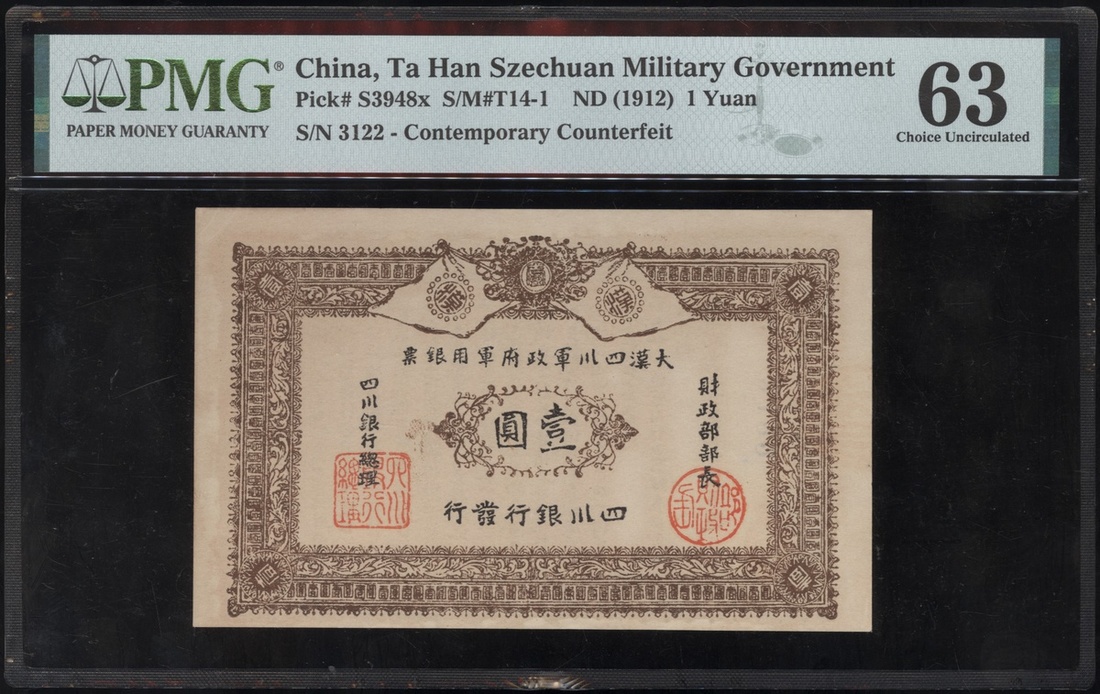 PMG®
PAPER MONEY GUARANTY
China, Ta Han Szechuan Military Government
Pick# S3948x S/M#T14-1 ND (1912) 1 Yuan
S/N 3122 - Contemporary Counterfeit
63
Choice Uncirculated
漢
漢
大漢四川軍政府軍用銀票
財政部部長
壹圓
四川銀行總理
四川銀行發行